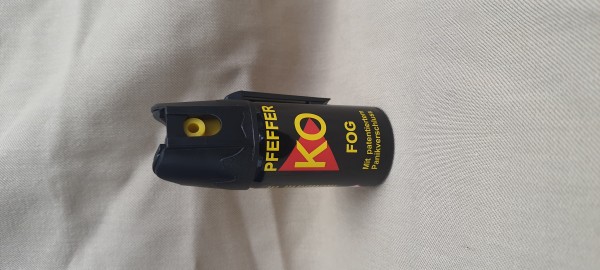 PFEFFER
KO
FOG
Mit patentiertem
Panikverschluss